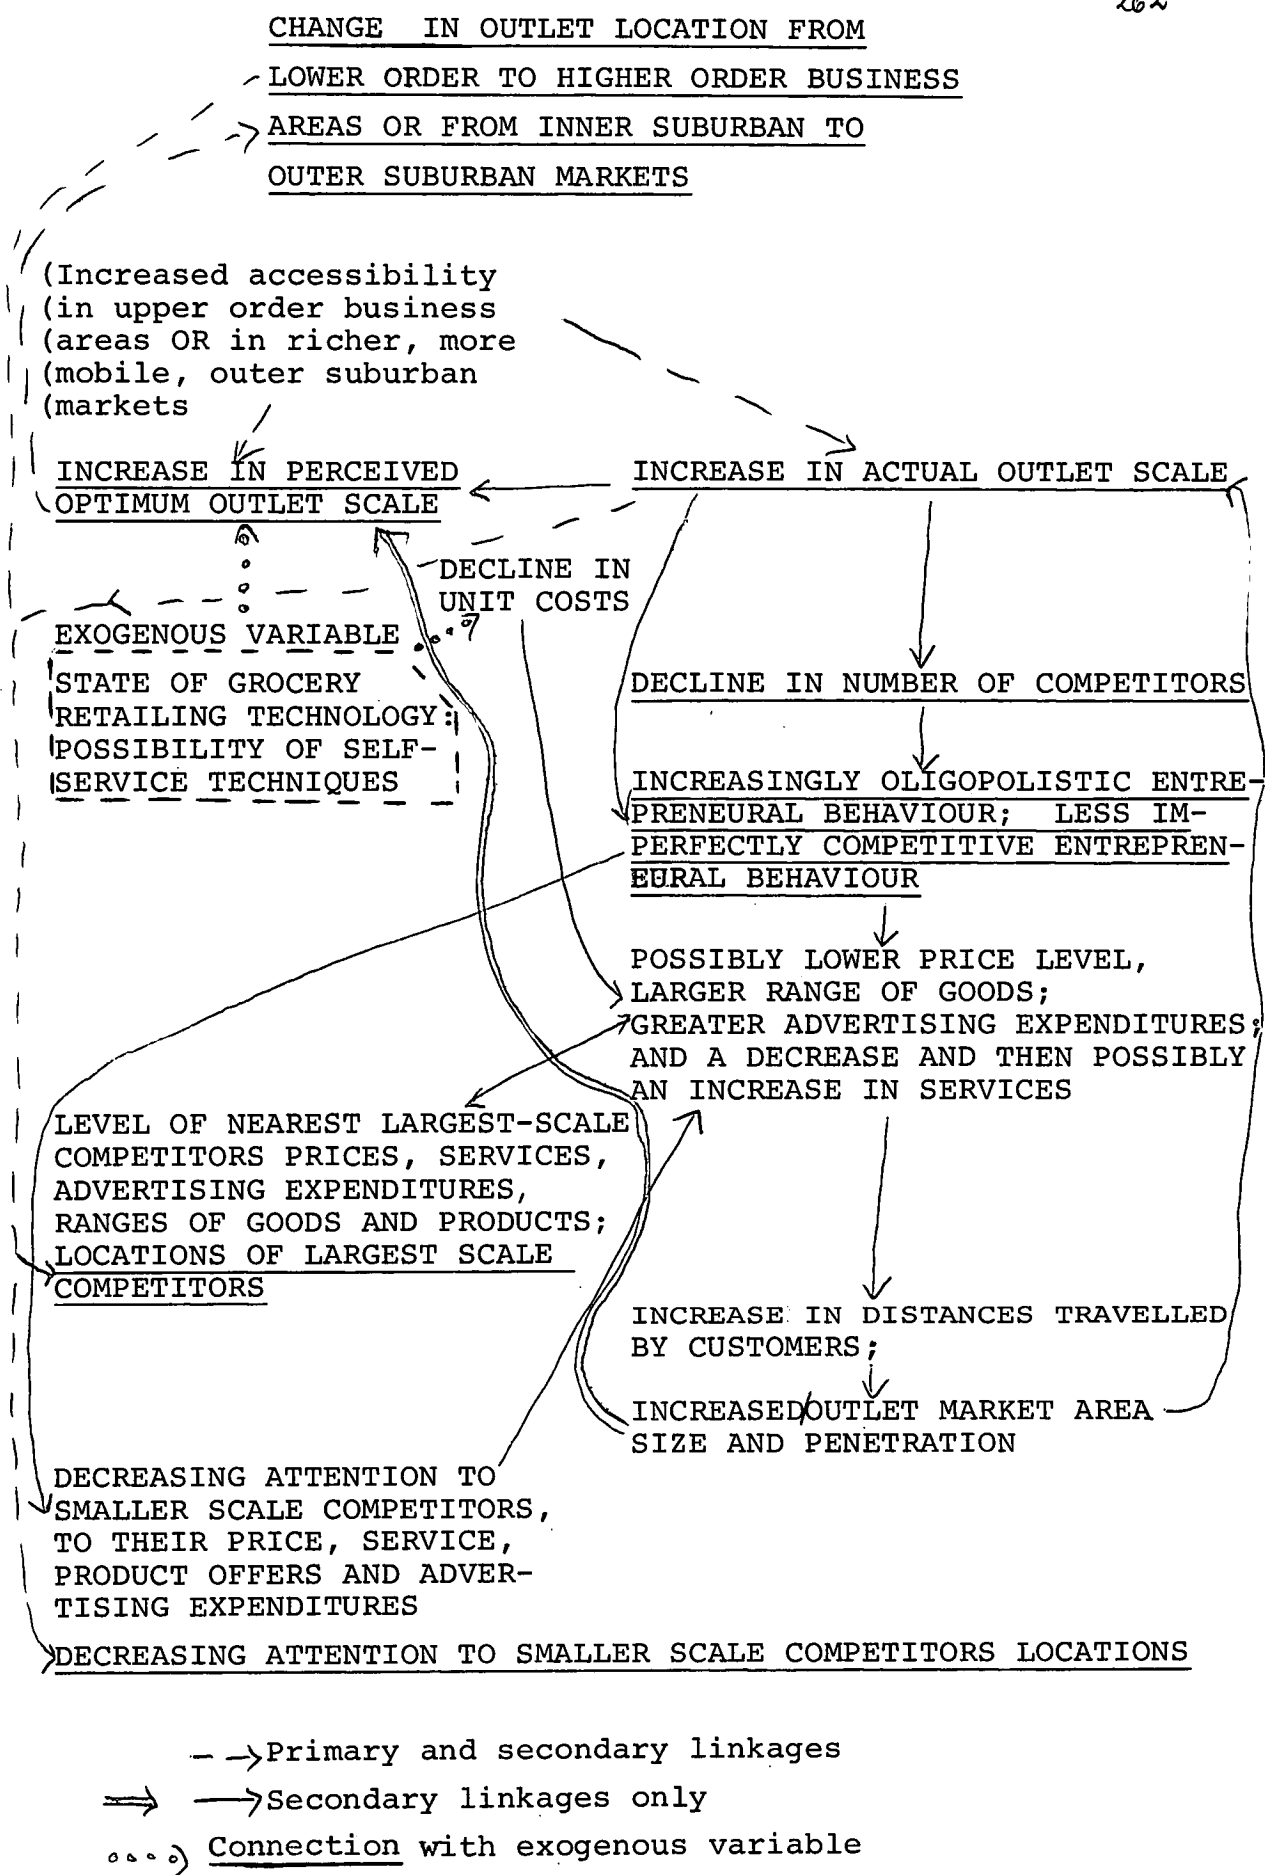 262
CHANGE IN OUTLET LOCATION FROM
LOWER ORDER TO HIGHER ORDER BUSINESS
AREAS OR FROM INNER SUBURBAN TO
OUTER SUBURBAN MARKETS
(Increased accessibility
(in upper order business
(areas OR in richer, more
(mobile, outer suburban
(markets
INCREASE IN PERCEIVED
OPTIMUM OUTLET SCALE
INCREASE IN ACTUAL OUTLET SCALE
DECLINE IN
UNIT COSTS
EXOGENOUS VARIABLE
STATE OF GROCERY
RETAILING TECHNOLOGY:
POSSIBILITY OF SELF-
SERVICE TECHNIQUES
DECLINE IN NUMBER OF COMPETITORS
INCREASINGLY OLIGOPOLISTIC ENTRE-
PRENEURAL BEHAVIOUR; LESS IM-
PERFECTLY COMPETITIVE ENTREPREN-
EURAL BEHAVIOUR
POSSIBLY LOWER PRICE LEVEL,
LARGER RANGE OF GOODS;
GREATER ADVERTISING EXPENDITURES;
AND A DECREASE AND THEN POSSIBLY
AN INCREASE IN SERVICES
LEVEL OF NEAREST LARGEST-SCALE
COMPETITORS PRICES, SERVICES,
ADVERTISING EXPENDITURES,
RANGES OF GOODS AND PRODUCTS;
LOCATIONS OF LARGEST SCALE
COMPETITORS
INCREASE IN DISTANCES TRAVELLED
BY CUSTOMERS;
INCREASED/OUTLET MARKET AREA
SIZE AND PENETRATION
DECREASING ATTENTION TO
SMALLER SCALE COMPETITORS,
TO THEIR PRICE, SERVICE,
PRODUCT OFFERS AND ADVER-
TISING EXPENDITURES
DECREASING ATTENTION TO SMALLER SCALE COMPETITORS LOCATIONS
Primary and secondary linkages
Secondary linkages only
Connection with exogenous variable